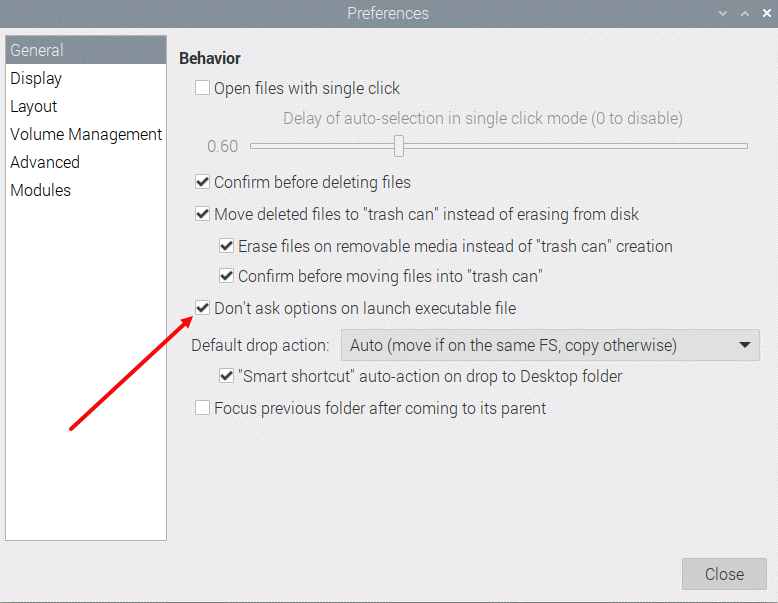 Preferences
General
Display
Layout
Volume Management
Advanced
Modules
Behavior
Open files with single click
Delay of auto-selection in single click mode (0 to disable)
0.60
Confirm before deleting files
Move deleted files to "trash can" instead of erasing from disk
Erase files on removable media instead of "trash can" creation
Confirm before moving files into "trash can"
Don't ask options on launch executable file
Default drop action: Auto (move if on the same FS, copy otherwise)
"Smart shortcut" auto-action on drop to Desktop folder
Focus previous folder after coming to its parent
Close